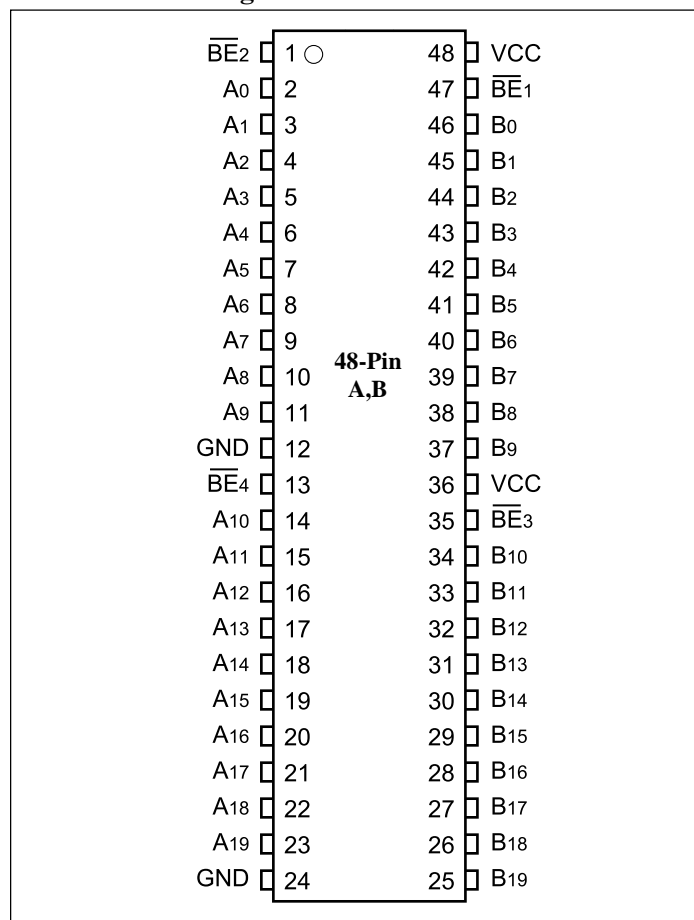 B̅E̅2 1 48 VCC
A0 2 47 B̅E̅1
A1 3 46 B0
A2 4 45 B1
A3 5 44 B2
A4 6 43 B3
A5 7 42 B4
A6 8 41 B5
A7 9 40 B6
48-Pin
A8 10 39 B7
A,B
A9 11 38 B8
GND 12 37 B9
B̅E̅4 13 36 VCC
A10 14 35 B̅E̅3
A11 15 34 B10
A12 16 33 B11
A13 17 32 B12
A14 18 31 B13
A15 19 30 B14
A16 20 29 B15
A17 21 28 B16
A18 22 27 B17
A19 23 26 B18
GND 24 25 B19